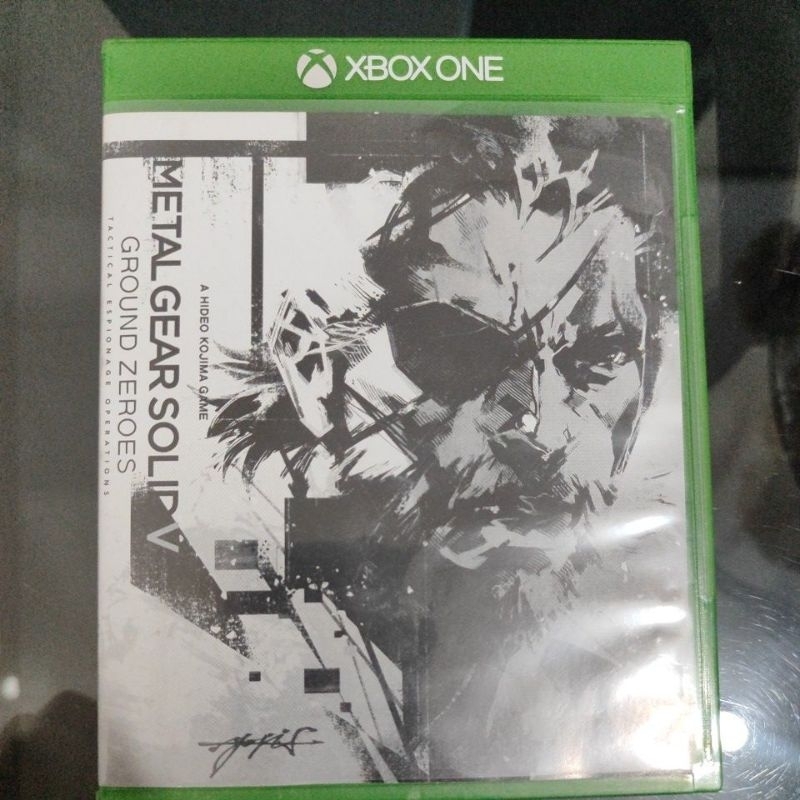 XBOX ONE
METAL GEAR SOLID V
GROUND ZEROES
TACTICAL ESPIONAGE OPERATIONS
A HIDEO KOJIMA GAME